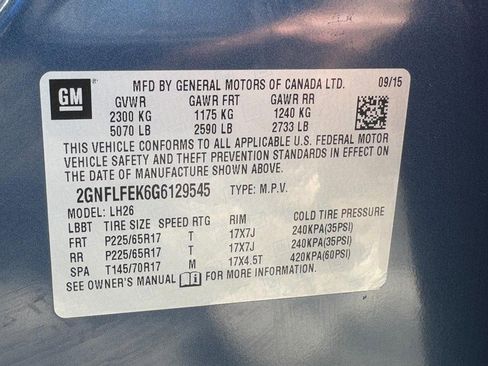 GM
MFD BY GENERAL MOTORS OF CANADA LTD. 09/15
GVWR GAWR FRT GAWR RR
2300 KG 1175 KG 1240 KG
5070 LB 2590 LB 2733 LB
THIS VEHICLE CONFORMS TO ALL APPLICABLE U.S. FEDERAL MOTOR
VEHICLE SAFETY AND THEFT PREVENTION STANDARDS IN EFFECT ON
THE DATE OF MANUFACTURE SHOWN ABOVE.
2GNFLFEK6G6129545 TYPE: M.P.V.
MODEL: LH26
LBBT TIRE SIZE SPEED RTG RIM COLD TIRE PRESSURE
FRT P225/65R17 T 17X7J 240KPA(35PSI)
RR P225/65R17 T 17X7J 240KPA(35PSI)
SPA T145/70R17 M 17X4.5T 420KPA(60PSI)
SEE OWNER'S MANUAL FOR MORE INFORMATION.